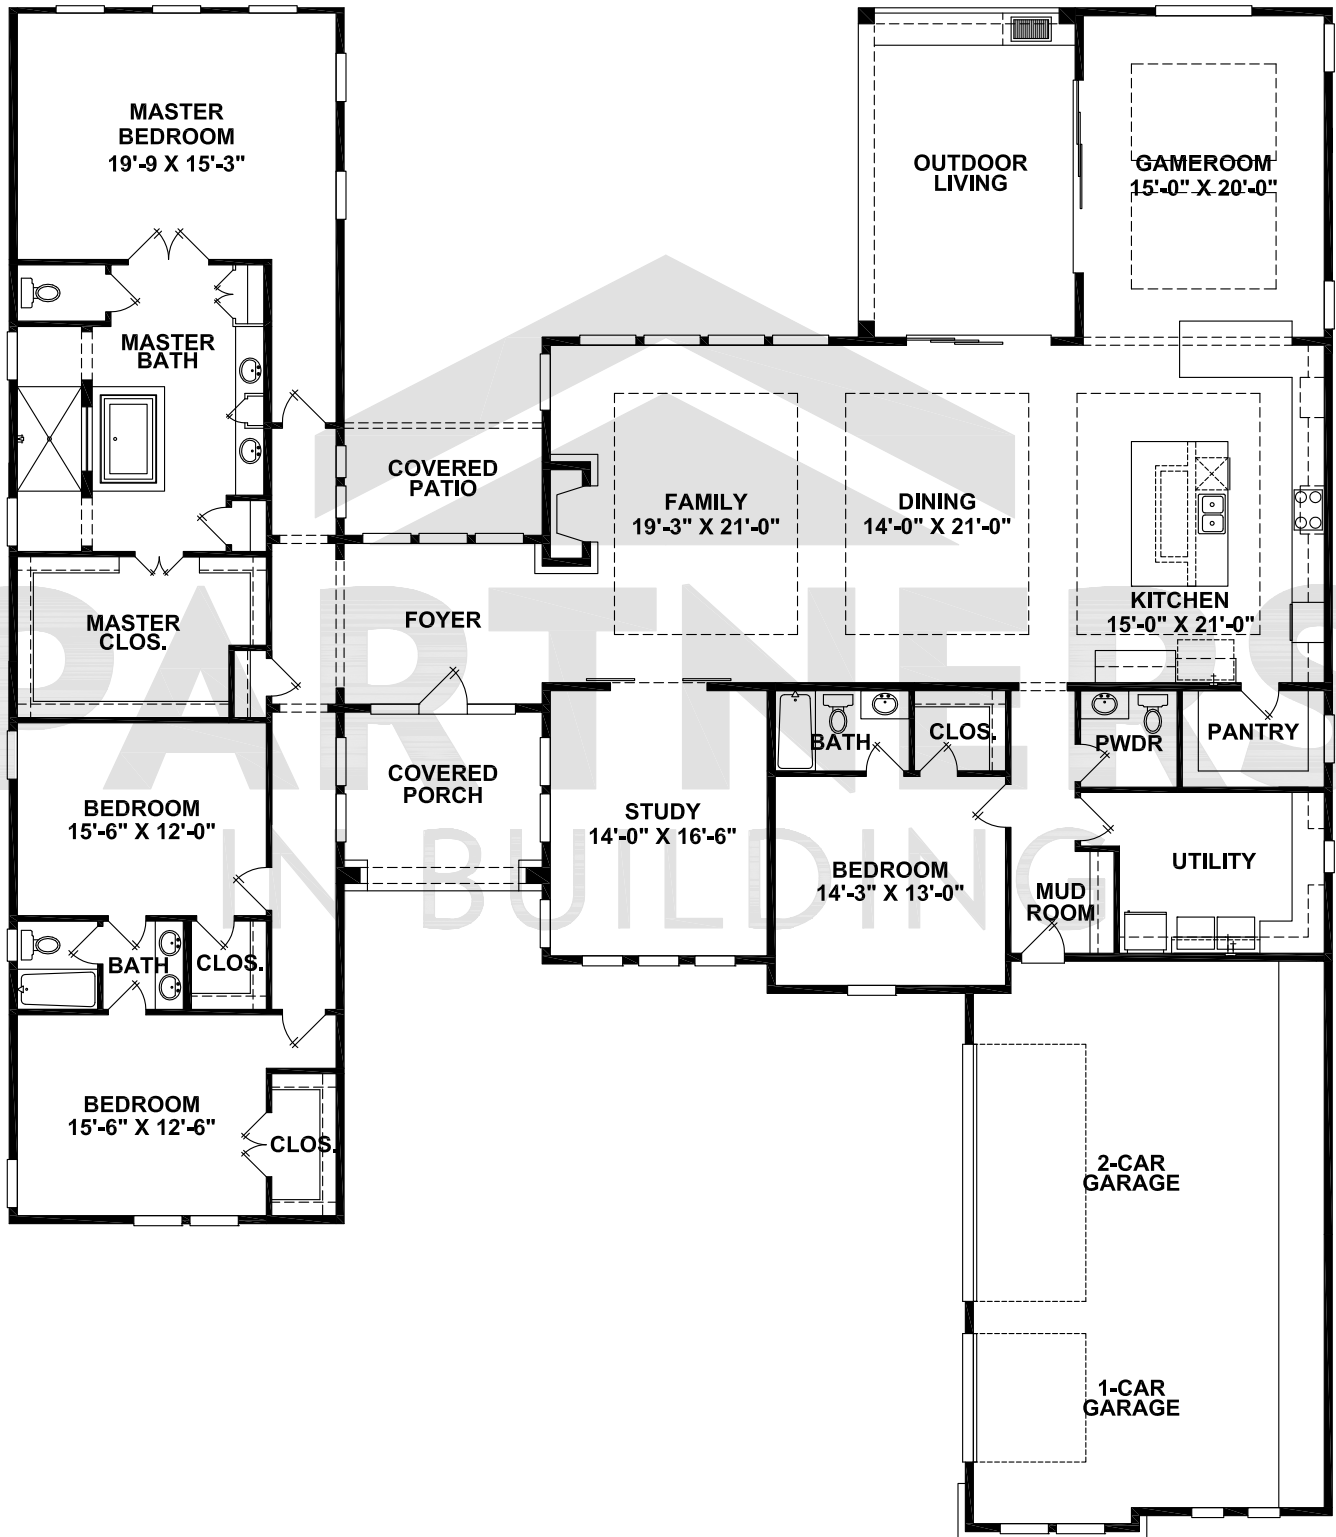 MASTER
BEDROOM
19'-9 X 15'-3"
OUTDOOR
LIVING
GAMEROOM
15'-0" X 20'-0"
MASTER
BATH
COVERED
PATIO
FAMILY
19'-3" X 21'-0"
DINING
14'-0" X 21'-0"
KITCHEN
15'-0" X 21'-0"
MASTER
CLOS.
FOYER
PARTNERS
IN BUILDING
BATH
CLOS.
PWDR
PANTRY
COVERED
PORCH
STUDY
14'-0" X 16'-6"
BEDROOM
15'-6" X 12'-0"
BEDROOM
14'-3" X 13'-0"
MUD
ROOM
UTILITY
BATH
CLOS.
BEDROOM
15'-6" X 12'-6"
CLOS.
2-CAR
GARAGE
1-CAR
GARAGE